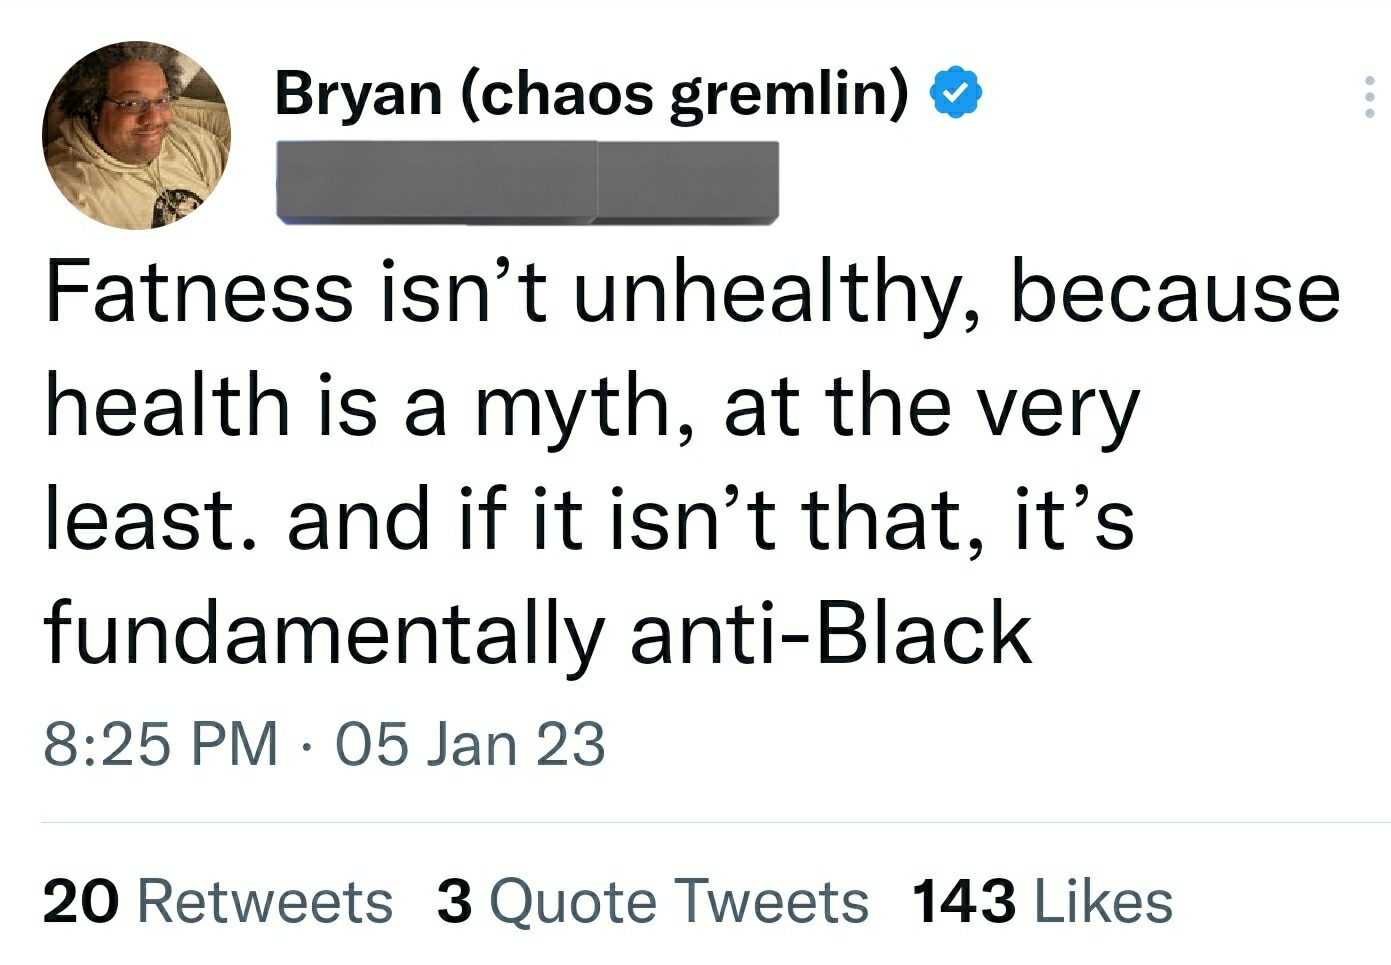 Bryan (chaos gremlin)
Fatness isn’t unhealthy, because
health is a myth, at the very
least. and if it isn’t that, it’s
fundamentally anti-Black
8:25 PM · 05 Jan 23
20 Retweets 3 Quote Tweets 143 Likes